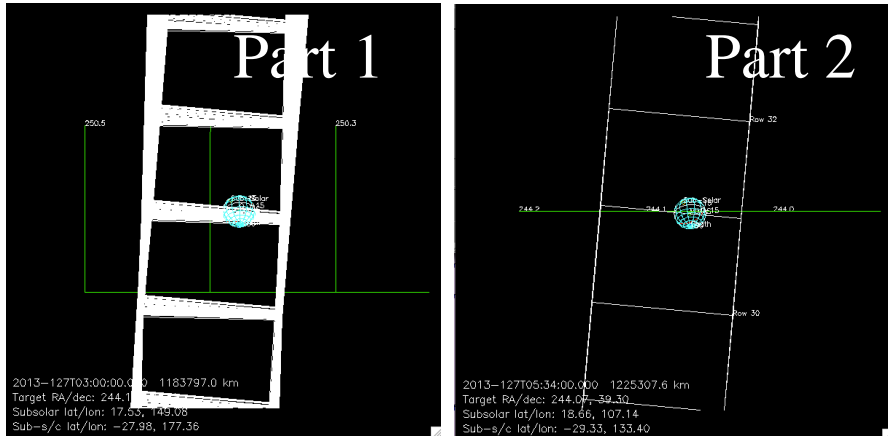 Part 1
250.5
250.3
2013-127T03:00:00.000 1183797.0 km
Target RA/dec: 244.1
Subsolar lat/lon: 17.53, 149.08
Sub-s/c lat/lon: -27.98, 177.36
Part 2
Row 32
244.2
244.1
244.0
Row 30
2013-127T05:34:00.000 1225307.6 km
Target RA/dec: 244.07, 39.30
Subsolar lat/lon: 18.66, 107.14
Sub-s/c lat/lon: -29.33, 133.40